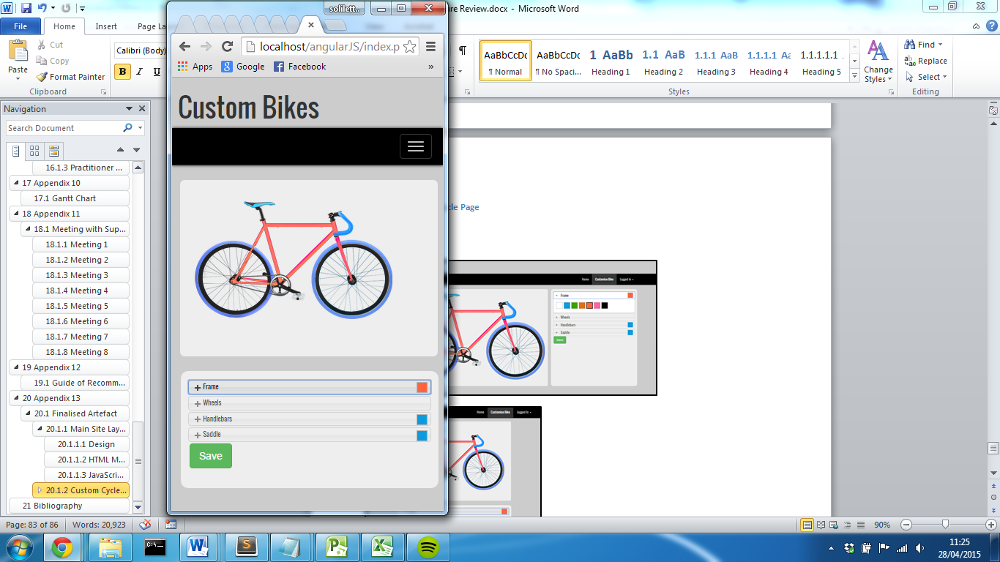 solilett..
ure Review.docx - Microsoft Word
File
Home
Insert
Page La
Paste
Cut
Copy
Format Painter
Clipboard
Calibri (Body)
B I U
AaBbCcDc
¶ Normal
AaBbCcDc
¶ No Spaci...
1 AaBb
Heading 1
1.1 AaB
Heading 2
1.1.1 AaB
Heading 3
1.1.1.1 Aa
Heading 4
1.1.1.1.1.
Heading 5
Change
Styles
Styles
Find
Replace
Select
Editing
Navigation
Search Document
16.1.3 Practitioner ...
17 Appendix 10
17.1 Gantt Chart
18 Appendix 11
18.1 Meeting with Sup...
18.1.1 Meeting 1
18.1.2 Meeting 2
18.1.3 Meeting 3
18.1.4 Meeting 4
18.1.5 Meeting 5
18.1.6 Meeting 6
18.1.7 Meeting 7
18.1.8 Meeting 8
19 Appendix 12
19.1 Guide of Recomm...
20 Appendix 13
20.1 Finalised Artefact
20.1.1 Main Site Lay...
20.1.1.1 Design
20.1.1.2 HTML M...
20.1.1.3 JavaScri...
20.1.2 Custom Cycle...
21 Bibliography
localhost/angularJS/index.p
Apps
Google
Facebook
»
Custom Bikes
Frame
Wheels
Handlebars
Saddle
Save
cle Page
Home Customise Bike Logged In
Frame
Wheels
Handlebars
Saddle
Save
Home Customise Bike Logged In
Page: 83 of 86
Words: 20,923
90%
11:25
28/04/2015